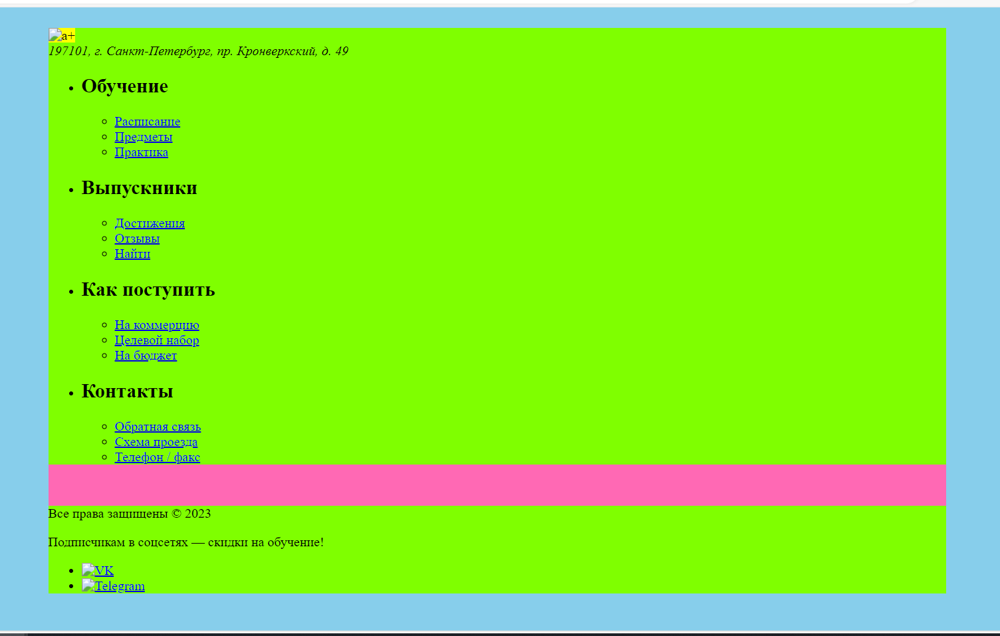 a+
197101, г. Санкт-Петербург, пр. Кронверкский, д. 49
Обучение
Расписание
Предметы
Практика
Выпускники
Достижения
Отзывы
Найти
Как поступить
На коммерцию
Целевой набор
На бюджет
Контакты
Обратная связь
Схема проезда
Телефон / факс
Все права защищены © 2023
Подписчикам в соцсетях — скидки на обучение!
VK
Telegram